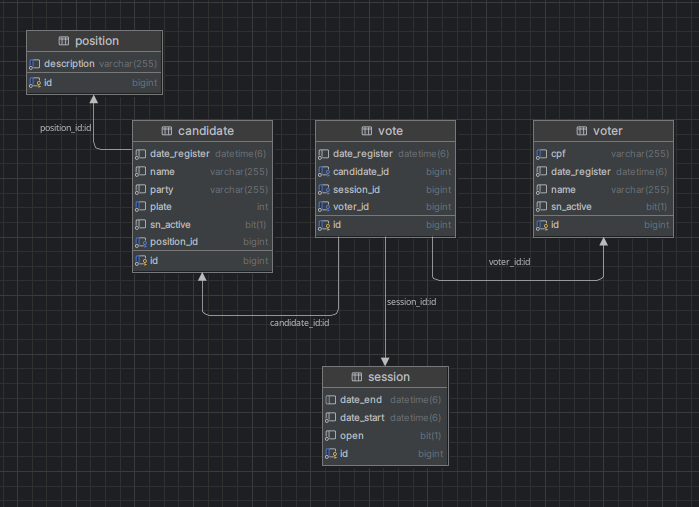 position
description varchar(255)
id bigint
position_id:id
candidate
date_register datetime(6)
name varchar(255)
party varchar(255)
plate int
sn_active bit(1)
position_id bigint
id bigint
vote
date_register datetime(6)
candidate_id bigint
session_id bigint
voter_id bigint
id bigint
voter
cpf varchar(255)
date_register datetime(6)
name varchar(255)
sn_active bit(1)
id bigint
voter_id:id
session_id:id
candidate_id:id
session
date_end datetime(6)
date_start datetime(6)
open bit(1)
id bigint